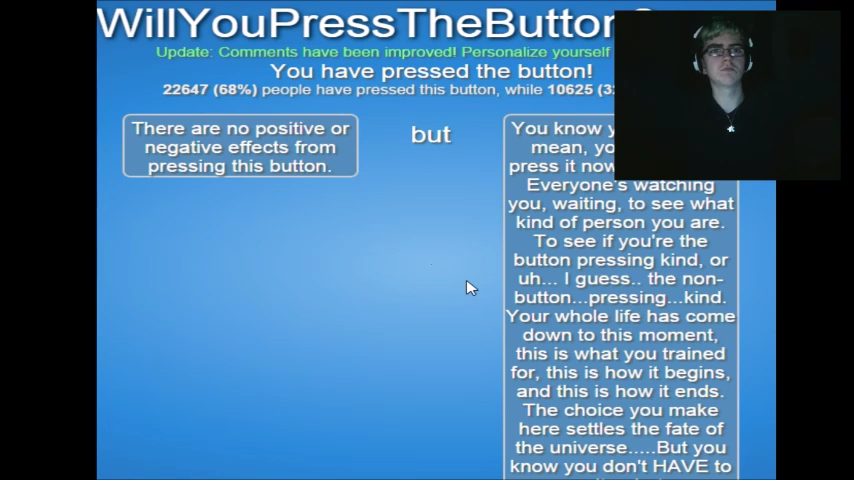 WillYouPressTheButton
Update: Comments have been improved! Personalize yourself
You have pressed the button!
22647 (68%) people have pressed this button, while 10625
There are no positive or
negative effects from
pressing this button.
but
You know
mean,
press it now
Everyone's watching
you, waiting, to see what
kind of person you are.
To see if you're the
button pressing kind, or
uh... I guess.. the non-
button...pressing...kind.
Your whole life has come
down to this moment,
this is what you trained
for, this is how it begins,
and this is how it ends.
The choice you make
here settles the fate of
the universe.....But you
know you don't HAVE to